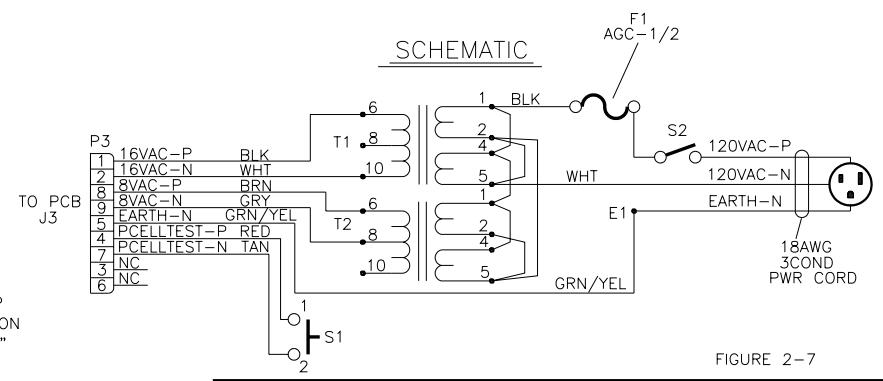 F1
AGC-1/2
SCHEMATIC
6
1
BLK
8
T1
2
4
10
5
S2
120VAC-P
120VAC-N
EARTH-N
WHT
P3
1
16VAC-P BLK
2
16VAC-N WHT
8
8VAC-P BRN
9
8VAC-N GRY
5
EARTH-N GRN/YEL
4
PCELLTEST-P RED
7
PCELLTEST-N TAN
3
NC
6
NC
TO PCB
J3
6
1
T2
8
2
4
10
5
E1
GRN/YEL
18AWG
3COND
PWR CORD
P
ON
"
1
S1
2
FIGURE 2-7